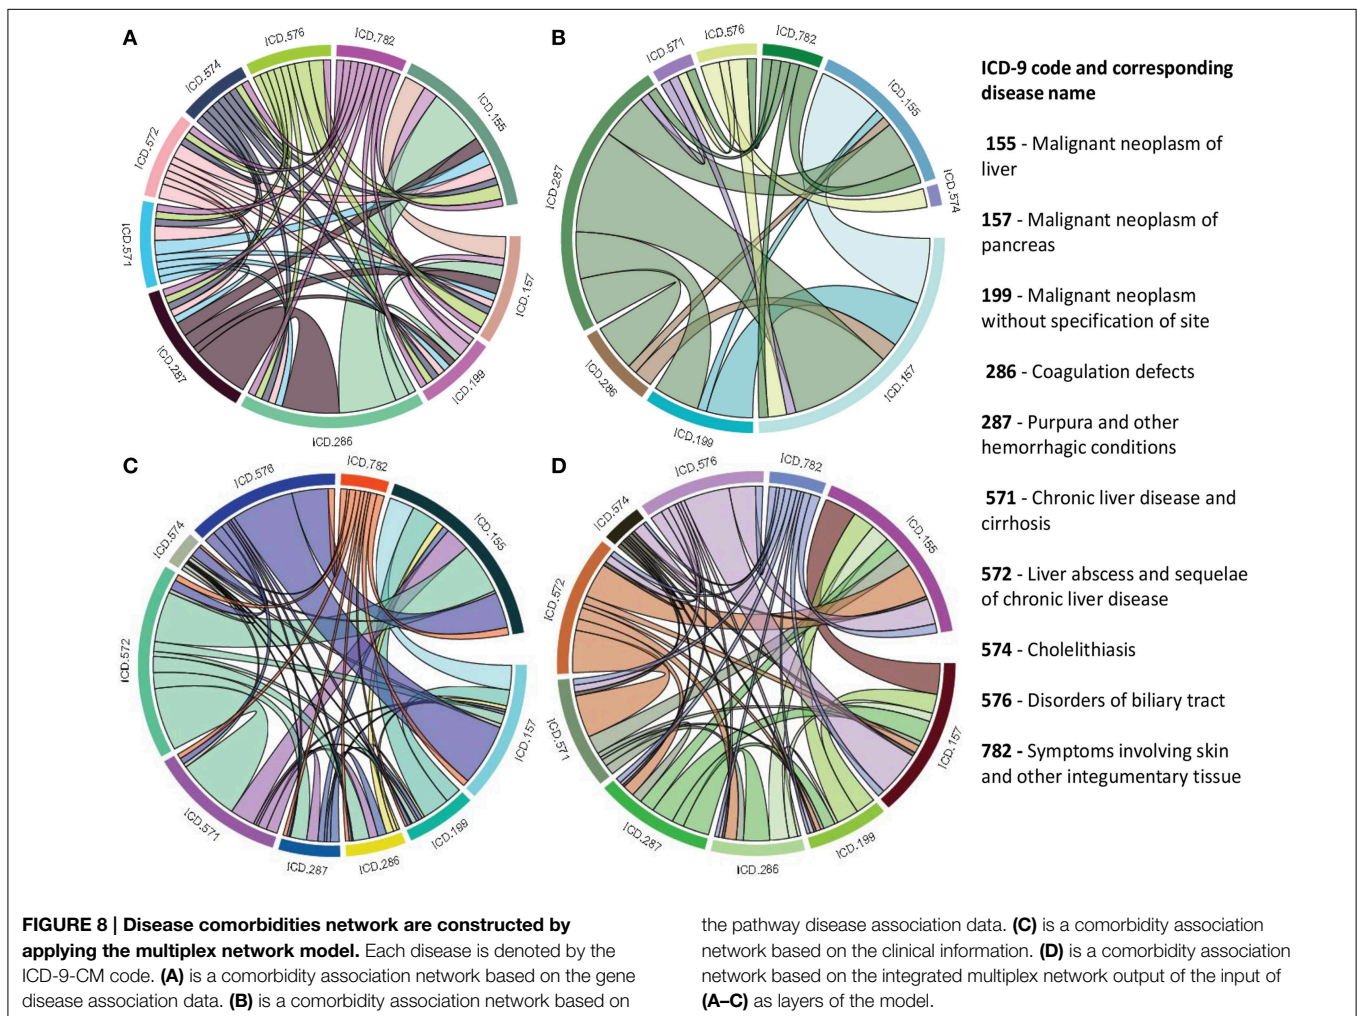 A
ICD.576
ICD.782
ICD.155
ICD.157
ICD.199
ICD.286
ICD.287
ICD.571
ICD.572
ICD.574
B
ICD.571
ICD.576
ICD.782
ICD.155
ICD.574
ICD.157
ICD.199
ICD.286
ICD.287
C
ICD.576
ICD.782
ICD.155
ICD.157
ICD.199
ICD.286
ICD.287
ICD.571
ICD.572
ICD.574
D
ICD.576
ICD.782
ICD.155
ICD.157
ICD.199
ICD.286
ICD.287
ICD.571
ICD.572
ICD.574
ICD-9 code and corresponding
disease name
155 - Malignant neoplasm of
liver
157 - Malignant neoplasm of
pancreas
199 - Malignant neoplasm
without specification of site
286 - Coagulation defects
287 - Purpura and other
hemorrhagic conditions
571 - Chronic liver disease and
cirrhosis
572 - Liver abscess and sequelae
of chronic liver disease
574 - Cholelithiasis
576 - Disorders of biliary tract
782 - Symptoms involving skin
and other integumentary tissue
FIGURE 8 | Disease comorbidities network are constructed by
applying the multiplex network model. Each disease is denoted by the
ICD-9-CM code. (A) is a comorbidity association network based on the gene
disease association data. (B) is a comorbidity association network based on
the pathway disease association data. (C) is a comorbidity association
network based on the clinical information. (D) is a comorbidity association
network based on the integrated multiplex network output of the input of
(A–C) as layers of the model.